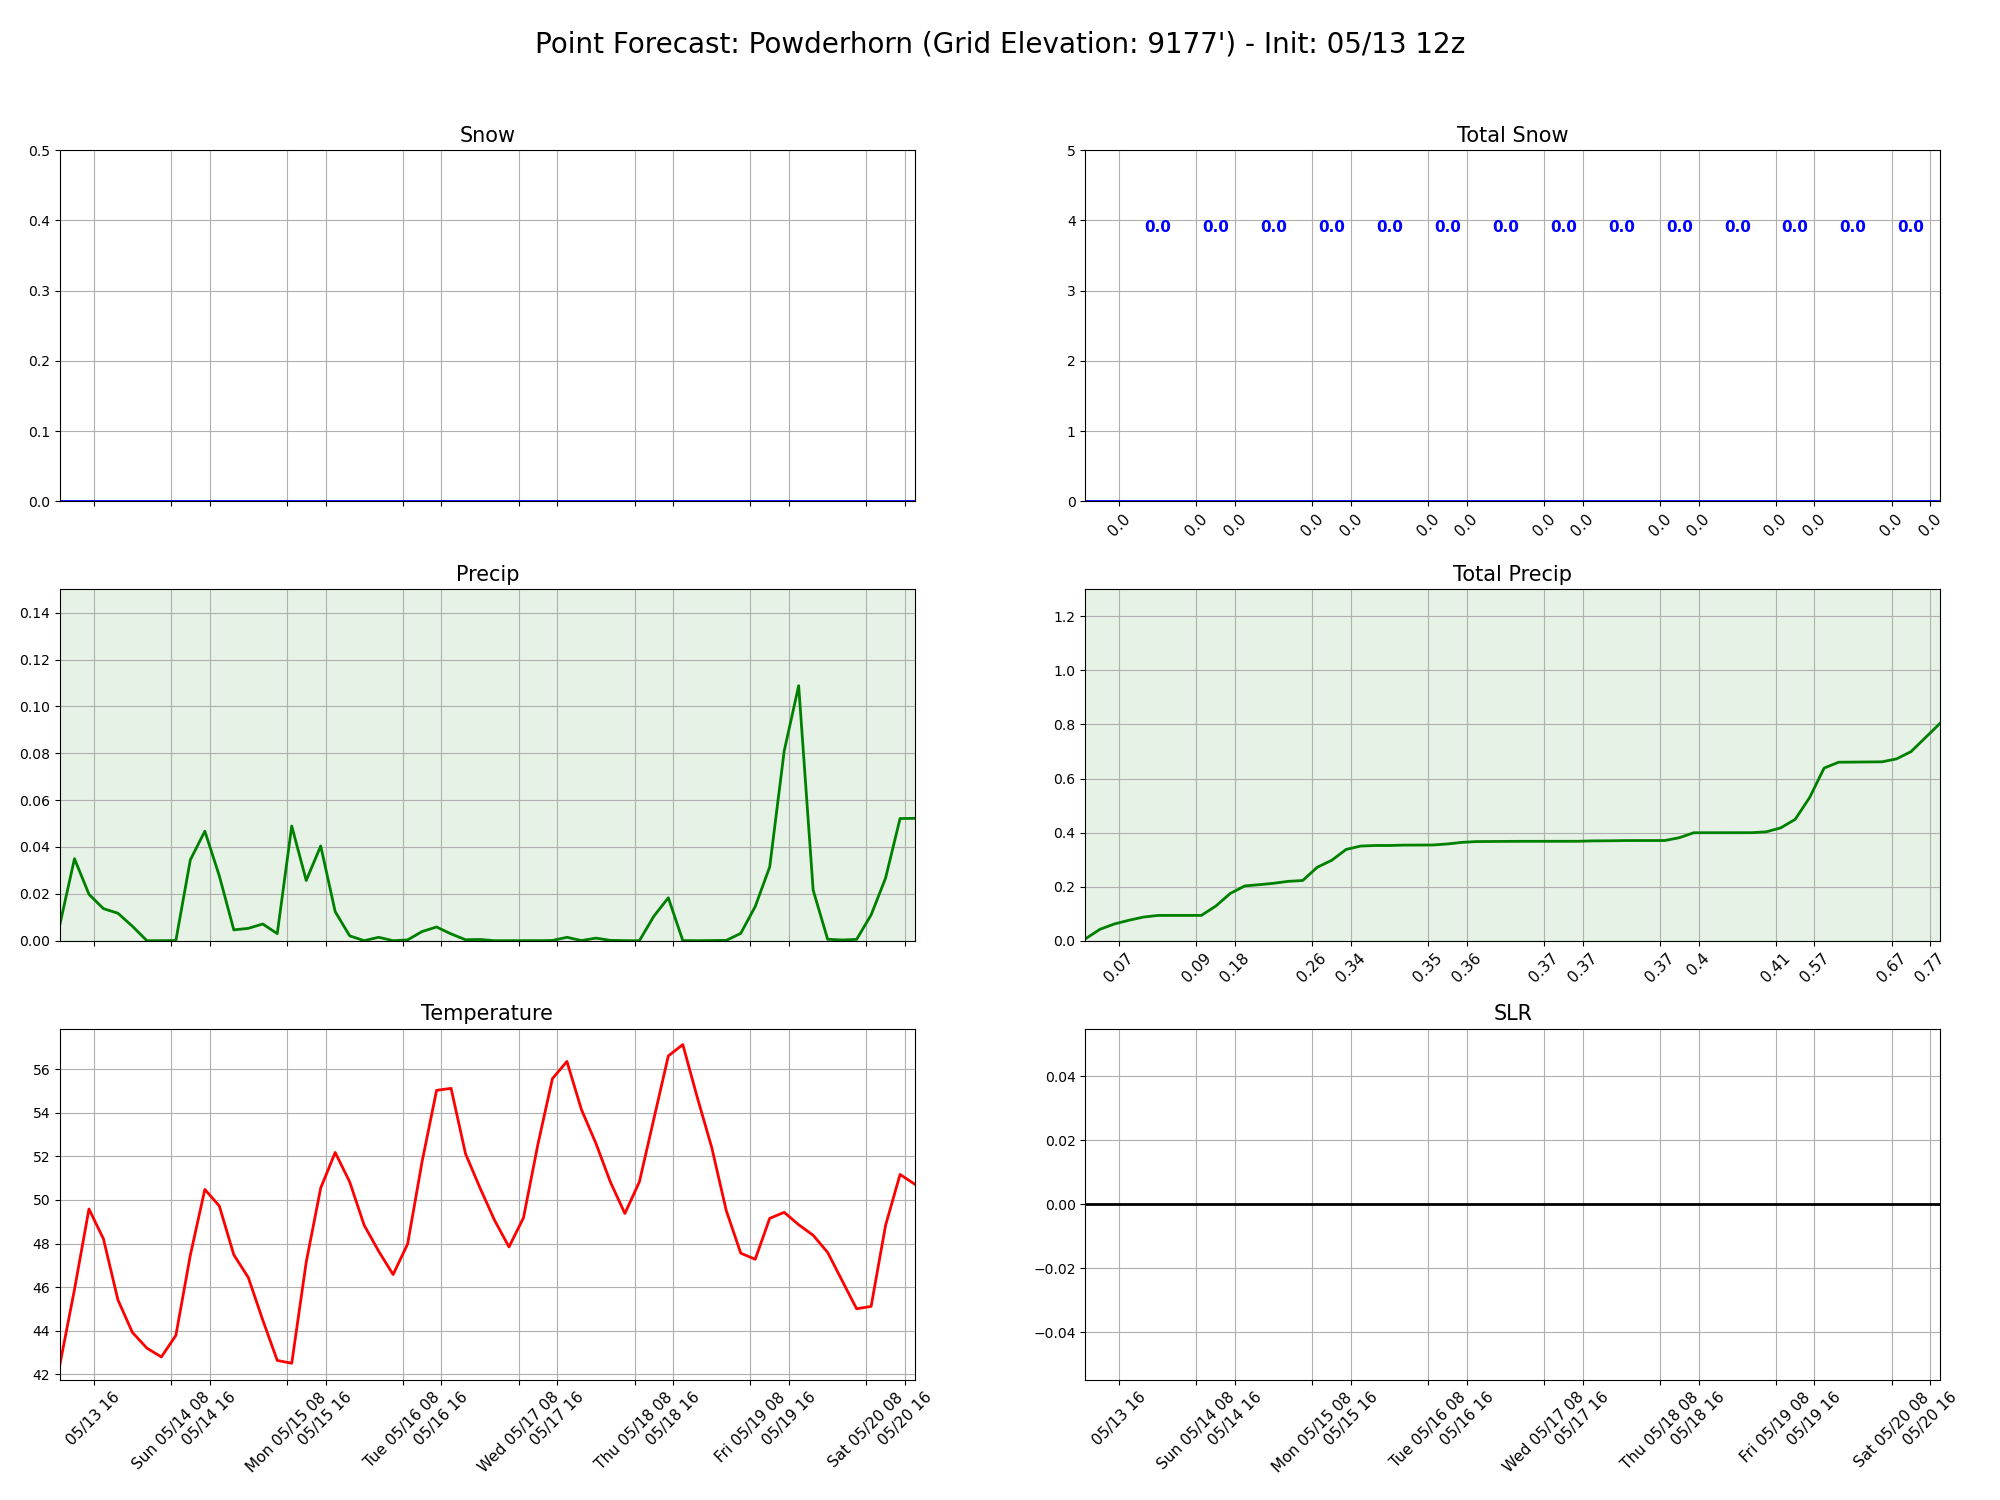 Point Forecast: Powderhorn (Grid Elevation: 9177') - Init: 05/13 12z
Snow
0.5
0.4
0.3
0.2
0.1
0.0
Total Snow
5
4
3
2
1
0
0.0 0.0 0.0 0.0 0.0 0.0 0.0 0.0 0.0 0.0 0.0 0.0 0.0 0.0
0.0 0.0 0.0 0.0 0.0 0.0 0.0 0.0 0.0 0.0 0.0 0.0 0.0 0.0 0.0
Precip
0.14
0.12
0.10
0.08
0.06
0.04
0.02
0.00
Total Precip
1.2
1.0
0.8
0.6
0.4
0.2
0.0
0.07 0.09 0.18 0.26 0.34 0.35 0.36 0.37 0.37 0.37 0.4 0.41 0.57 0.67 0.77
Temperature
56
54
52
50
48
46
44
42
05/13 16
Sun 05/14 08
05/14 16
Mon 05/15 08
05/15 16
Tue 05/16 08
05/16 16
Wed 05/17 08
05/17 16
Thu 05/18 08
05/18 16
Fri 05/19 08
05/19 16
Sat 05/20 08
05/20 16
SLR
0.04
0.02
0.00
−0.02
−0.04
05/13 16
Sun 05/14 08
05/14 16
Mon 05/15 08
05/15 16
Tue 05/16 08
05/16 16
Wed 05/17 08
05/17 16
Thu 05/18 08
05/18 16
Fri 05/19 08
05/19 16
Sat 05/20 08
05/20 16